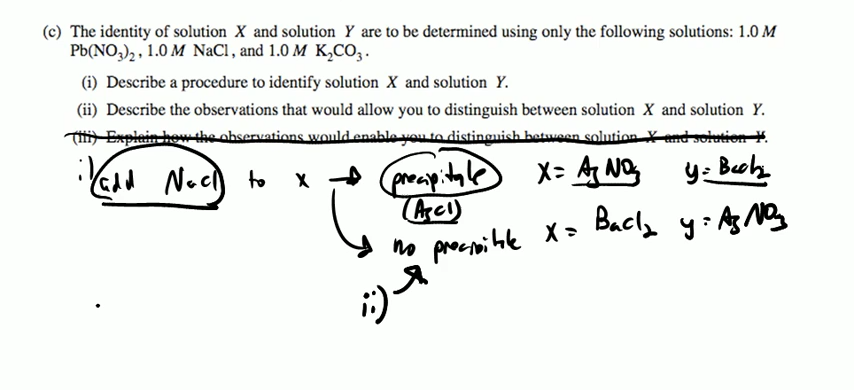 (c) The identity of solution X and solution Y are to be determined using only the following solutions: 1.0 M
Pb(NO₃)₂, 1.0 M NaCl, and 1.0 M K₂CO₃.
(i) Describe a procedure to identify solution X and solution Y.
(ii) Describe the observations that would allow you to distinguish between solution X and solution Y.
(iii) Explain how the observations would enable you to distinguish between solution X and solution Y.
i) add NaCl to x → precipitate X = AgNO₃ y = BaCl₂
(AgCl)
no precipitate X = BaCl₂ y = AgNO₃
ii)